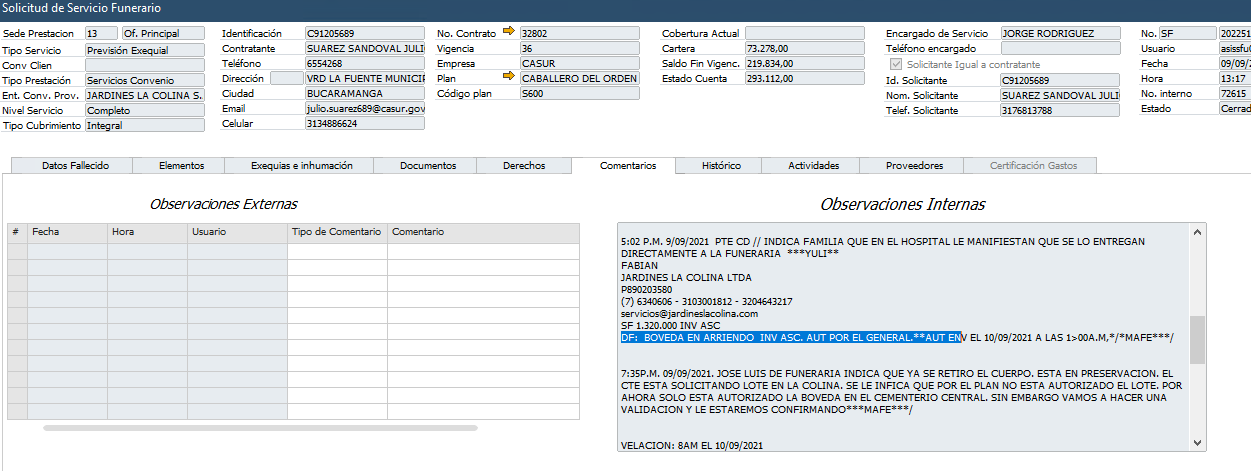 Solicitud de Servicio Funerario
Sede Prestacion 13 Of. Principal
Tipo Servicio Previsión Exequial
Conv Clien
Tipo Prestación Servicios Convenio
Ent. Conv. Prov. JARDINES LA COLINA S.
Nivel Servicio Completo
Tipo Cubrimiento Integral
Identificación C91205689
Contratante SUAREZ SANDOVAL JULI
Teléfono 6554268
Dirección VRD LA FUENTE MUNICIP
Ciudad BUCARAMANGA
Email julio.suarez689@casur.gov
Celular 3134886624
No. Contrato 32802
Vigencia 36
Empresa CASUR
Plan CABALLERO DEL ORDEN
Código plan S600
Cobertura Actual
Cartera 73.278,00
Saldo Fin Vigenc. 219.834,00
Estado Cuenta 293.112,00
Encargado de Servicio JORGE RODRIGUEZ
Teléfono encargado
Solicitante Igual a contratante
Id. Solicitante C91205689
Nom. Solicitante SUAREZ SANDOVAL JULI
Telef. Solicitante 3176813788
No. SF 202251
Usuario asissfu
Fecha 09/09/
Hora 13:17
No. interno 72615
Estado Cerrad
Datos Fallecido Elementos Exequias e inhumación Documentos Derechos Comentarios Histórico Actividades Proveedores Certificación Gastos
Observaciones Externas
# Fecha Hora Usuario Tipo de Comentario Comentario
Observaciones Internas
5:02 P.M. 9/09/2021 PTE CD // INDICA FAMILIA QUE EN EL HOSPITAL LE MANIFIESTAN QUE SE LO ENTREGAN
DIRECTAMENTE A LA FUNERARIA ***YULI**
FABIAN
JARDINES LA COLINA LTDA
P890203580
(7) 6340606 - 3103001812 - 3204643217
servicios@jardineslacolina.com
SF 1.320.000 INV ASC
DF: BOVEDA EN ARRIENDO INV ASC. AUT POR EL GENERAL.**AUT ENV EL 10/09/2021 A LAS 1>00A.M,*/*MAFE***/
7:35P.M. 09/09/2021. JOSE LUIS DE FUNERARIA INDICA QUE YA SE RETIRO EL CUERPO. ESTA EN PRESERVACION. EL
CTE ESTA SOLICITANDO LOTE EN LA COLINA. SE LE INFICA QUE POR EL PLAN NO ESTA AUTORIZADO EL LOTE. POR
AHORA SOLO ESTA AUTORIZADO LA BOVEDA EN EL CEMENTERIO CENTRAL. SIN EMBARGO VAMOS A HACER UNA
VALIDACION Y LE ESTAREMOS CONFIRMANDO***MAFE***/
VELACION: 8AM EL 10/09/2021